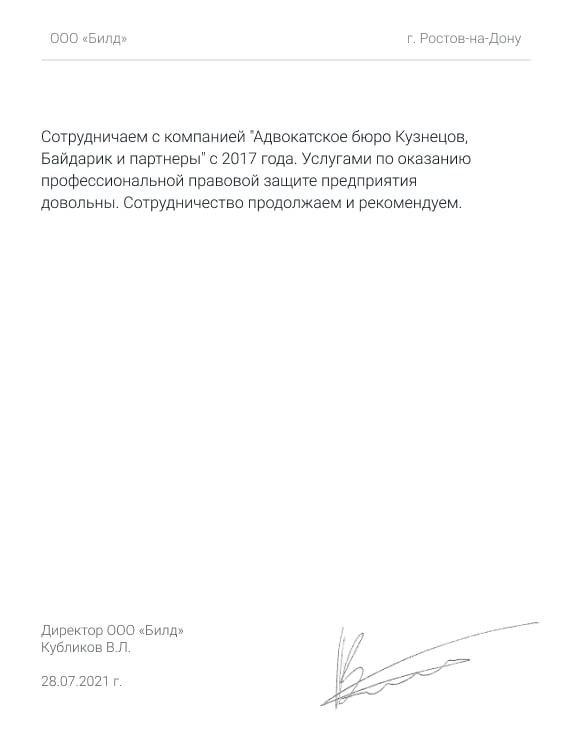 ООО «Билд» г. Ростов-на-Дону
Сотрудничаем с компанией "Адвокатское бюро Кузнецов,
Байдарик и партнеры" с 2017 года. Услугами по оказанию
профессиональной правовой защите предприятия
довольны. Сотрудничество продолжаем и рекомендуем.
Директор ООО «Билд»
Кубликов В.Л.
28.07.2021 г.